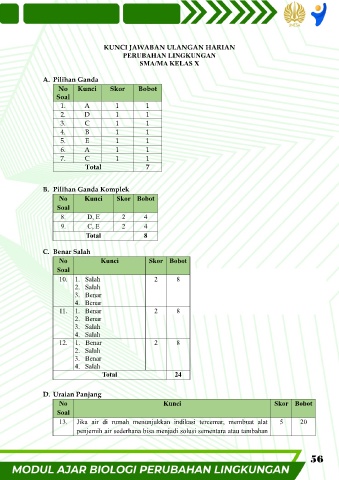 KUNCI JAWABAN ULANGAN HARIAN
PERUBAHAN LINGKUNGAN
SMA/MA KELAS X
A. Pilihan Ganda
No Soal Kunci Skor Bobot
1. A 1 1
2. D 1 1
3. C 1 1
4. B 1 1
5. E 1 1
6. A 1 1
7. C 1 1
Total 7
B. Pilihan Ganda Komplek
No Soal Kunci Skor Bobot
8. D, E 2 4
9. C, E 2 4
Total 8
C. Benar Salah
No Soal Kunci Skor Bobot
10. 1. Salah 2 8
2. Salah
3. Benar
4. Benar
11. 1. Benar 2 8
2. Benar
3. Salah
4. Salah
12. 1. Benar 2 8
2. Salah
3. Benar
4. Salah
Total 24
D. Uraian Panjang
No Soal Kunci Skor Bobot
13. Jika air di rumah menunjukkan indikasi tercemar, membuat alat 5 20
penjernih air sederhana bisa menjadi solusi sementara atau tambahan
56
MODUL AJAR BIOLOGI PERUBAHAN LINGKUNGAN